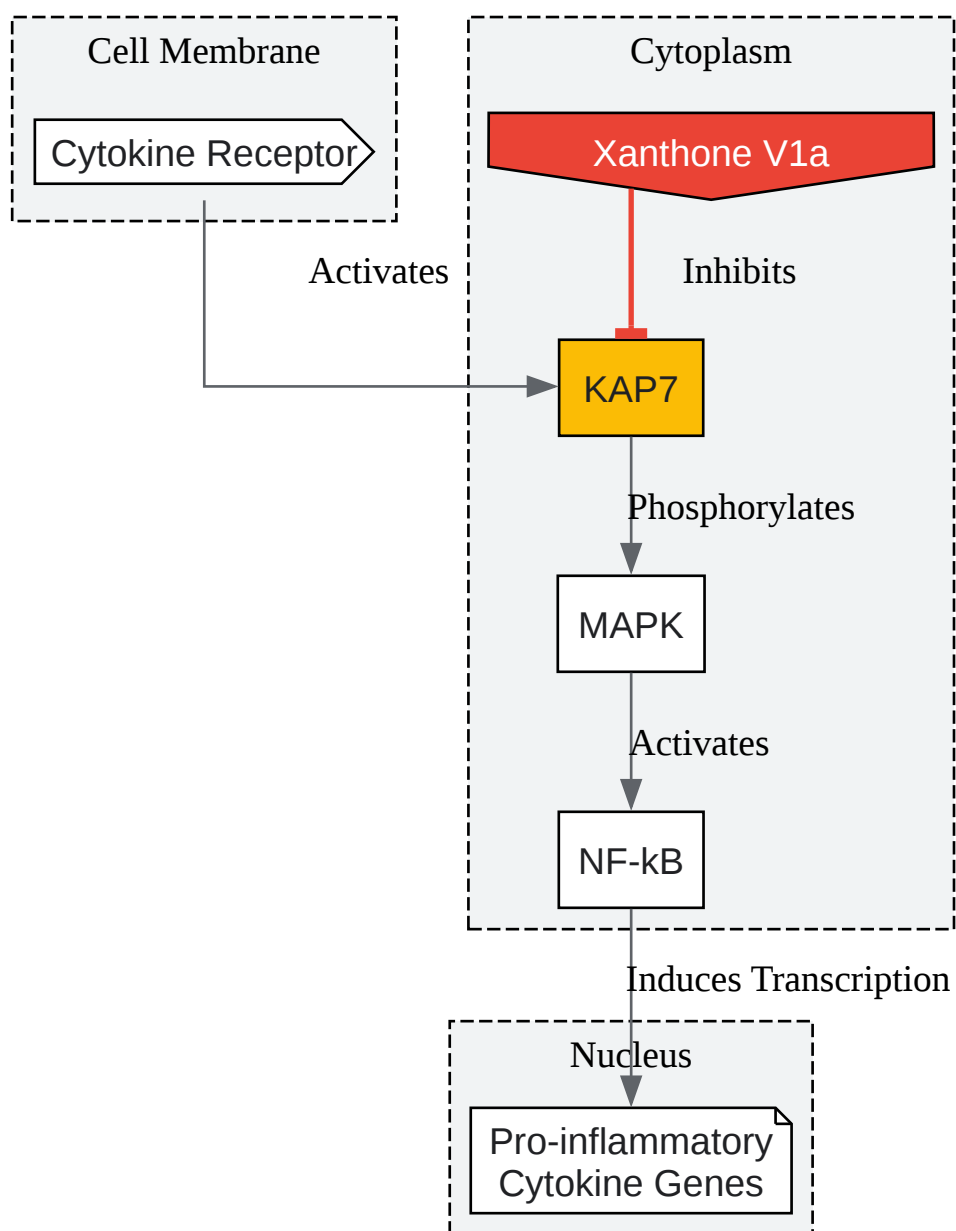 Cell Membrane
Cytoplasm
Cytokine Receptor
Xanthone V1a
Activates
Inhibits
KAP7
Phosphorylates
MAPK
Activates
NF-kB
Induces Transcription
Nucleus
Pro-inflammatory
Cytokine Genes